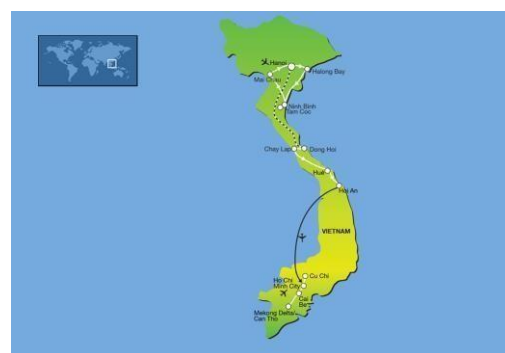 Hanoi
Halong Bay
Mai Chau
Ninh Binh
Tam Coc
Chay Lap
Dong Hoi
Hue
Hoi An
VIETNAM
Cu Chi
Ho Chi
Minh City
Cai
Be
Mekong Delta/
Can Tho